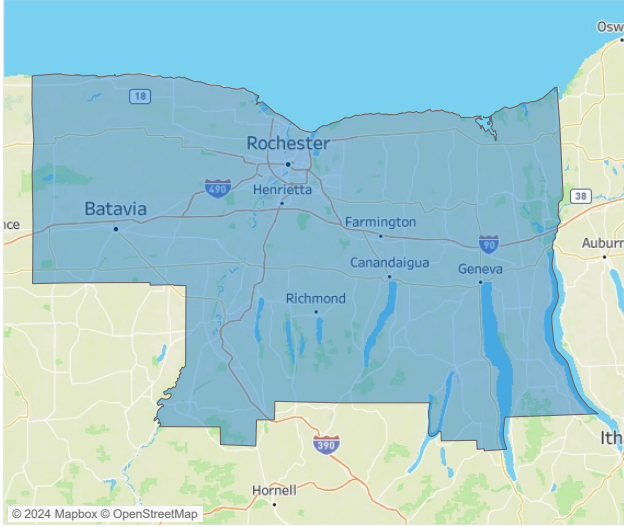 Osw
18
Rochester
490
Henrietta
38
nce
Batavia
Farmington
90
Auburn
Canandaigua
Geneva
Richmond
390
Ith
Hornell
© 2024 Mapbox © OpenStreetMap